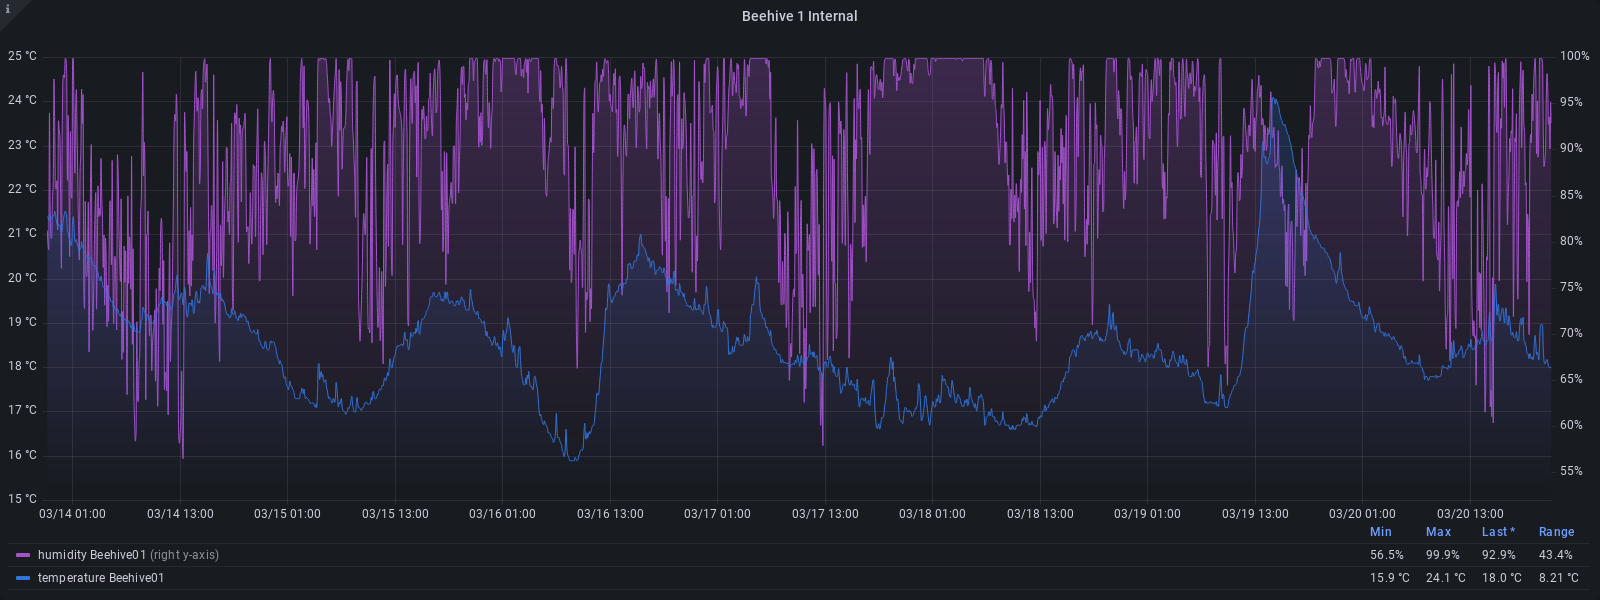 i
Beehive 1 Internal
25 °C 100%
24 °C 95%
23 °C 90%
22 °C 85%
21 °C 80%
20 °C 75%
19 °C 70%
18 °C 65%
17 °C 60%
16 °C 55%
15 °C
03/14 01:00 03/14 13:00 03/15 01:00 03/15 13:00 03/16 01:00 03/16 13:00 03/17 01:00 03/17 13:00 03/18 01:00 03/18 13:00 03/19 01:00 03/19 13:00 03/20 01:00 03/20 13:00
Min Max Last * Range
humidity Beehive01 (right y-axis) 56.5% 99.9% 92.9% 43.4%
temperature Beehive01 15.9 °C 24.1 °C 18.0 °C 8.21 °C